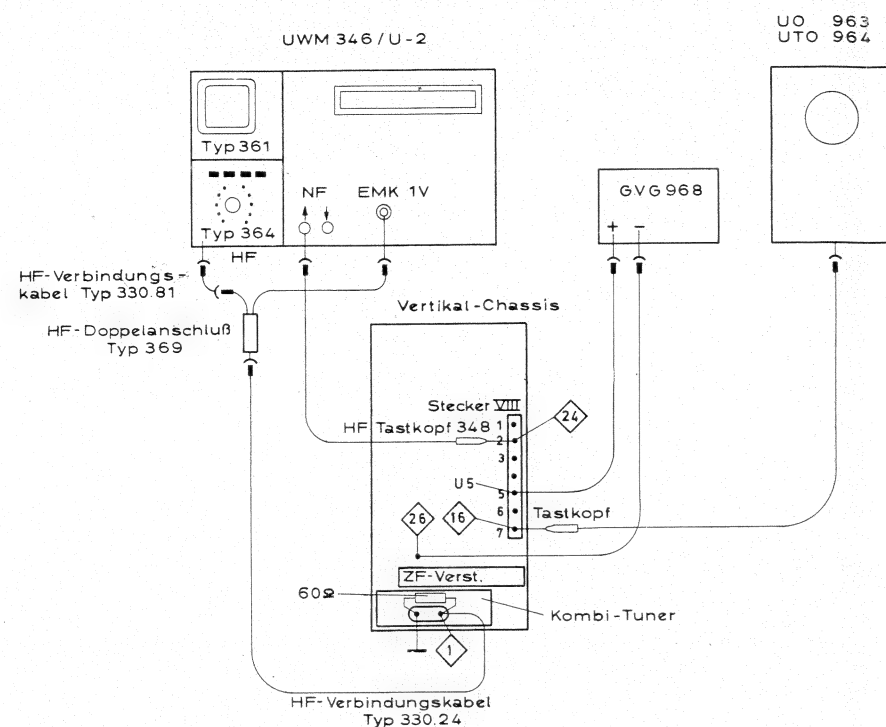 UWM 346/U-2
UO 963
UTO 964
Typ 361
Typ 364
NF
EMK 1V
HF
GVG 968
+ −
HF-Verbindungs-
kabel Typ 330.81
HF-Doppelanschluß
Typ 369
Vertikal-Chassis
Stecker VIII
HF Tastkopf 348
1
2
3
5
6
7
24
U5
26
16
Tastkopf
ZF-Verst.
60Ω
Kombi-Tuner
1
HF-Verbindungskabel
Typ 330.24